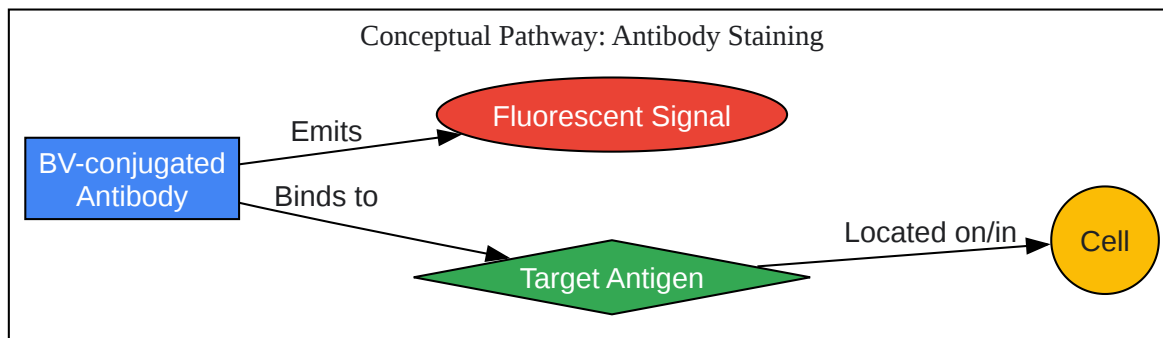 Conceptual Pathway: Antibody Staining
Fluorescent Signal
Emits
BV-conjugated
Antibody
Binds to
Located on/in
Cell
Target Antigen